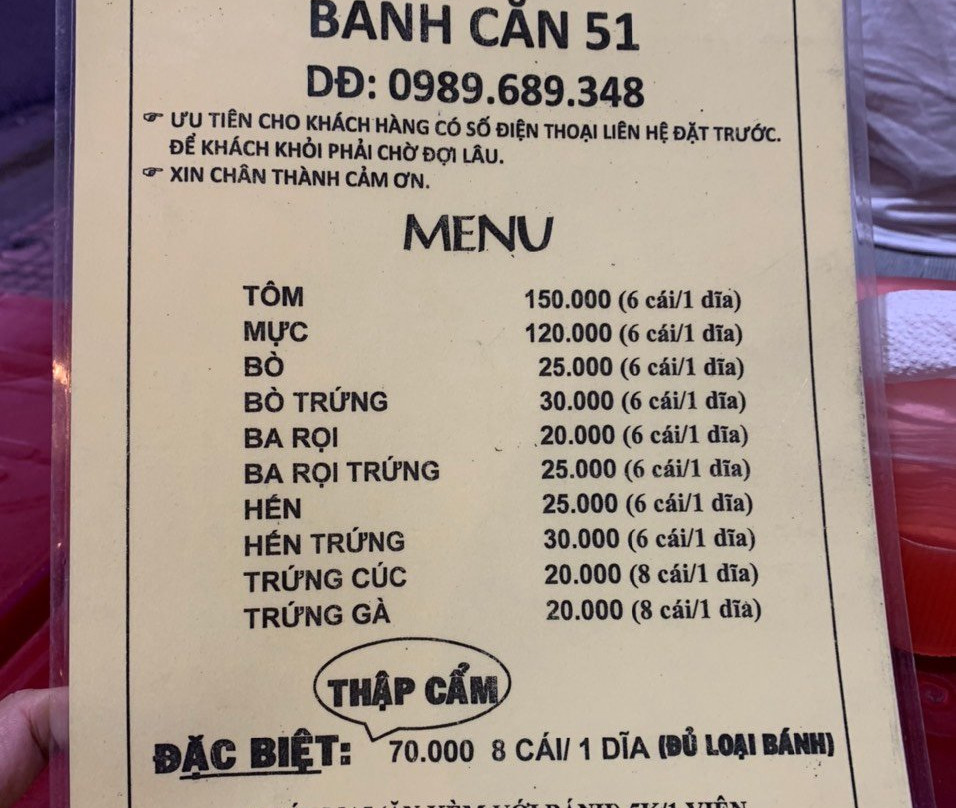 BÁNH CĂN 51
DĐ: 0989.689.348
☞ ƯU TIÊN CHO KHÁCH HÀNG CÓ SỐ ĐIỆN THOẠI LIÊN HỆ ĐẶT TRƯỚC.
ĐỂ KHÁCH KHỎI PHẢI CHỜ ĐỢI LÂU.
☞ XIN CHÂN THÀNH CẢM ƠN.
MENU
TÔM 150.000 (6 cái/1 dĩa)
MỰC 120.000 (6 cái/1 dĩa)
BÒ 25.000 (6 cái/1 dĩa)
BÒ TRỨNG 30.000 (6 cái/1 dĩa)
BA RỌI 20.000 (6 cái/1 dĩa)
BA RỌI TRỨNG 25.000 (6 cái/1 dĩa)
HẾN 25.000 (6 cái/1 dĩa)
HẾN TRỨNG 30.000 (6 cái/1 dĩa)
TRỨNG CÚC 20.000 (8 cái/1 dĩa)
TRỨNG GÀ 20.000 (8 cái/1 dĩa)
THẬP CẨM
ĐẶC BIỆT: 70.000 8 CÁI/ 1 DĨA (ĐỦ LOẠI BÁNH)